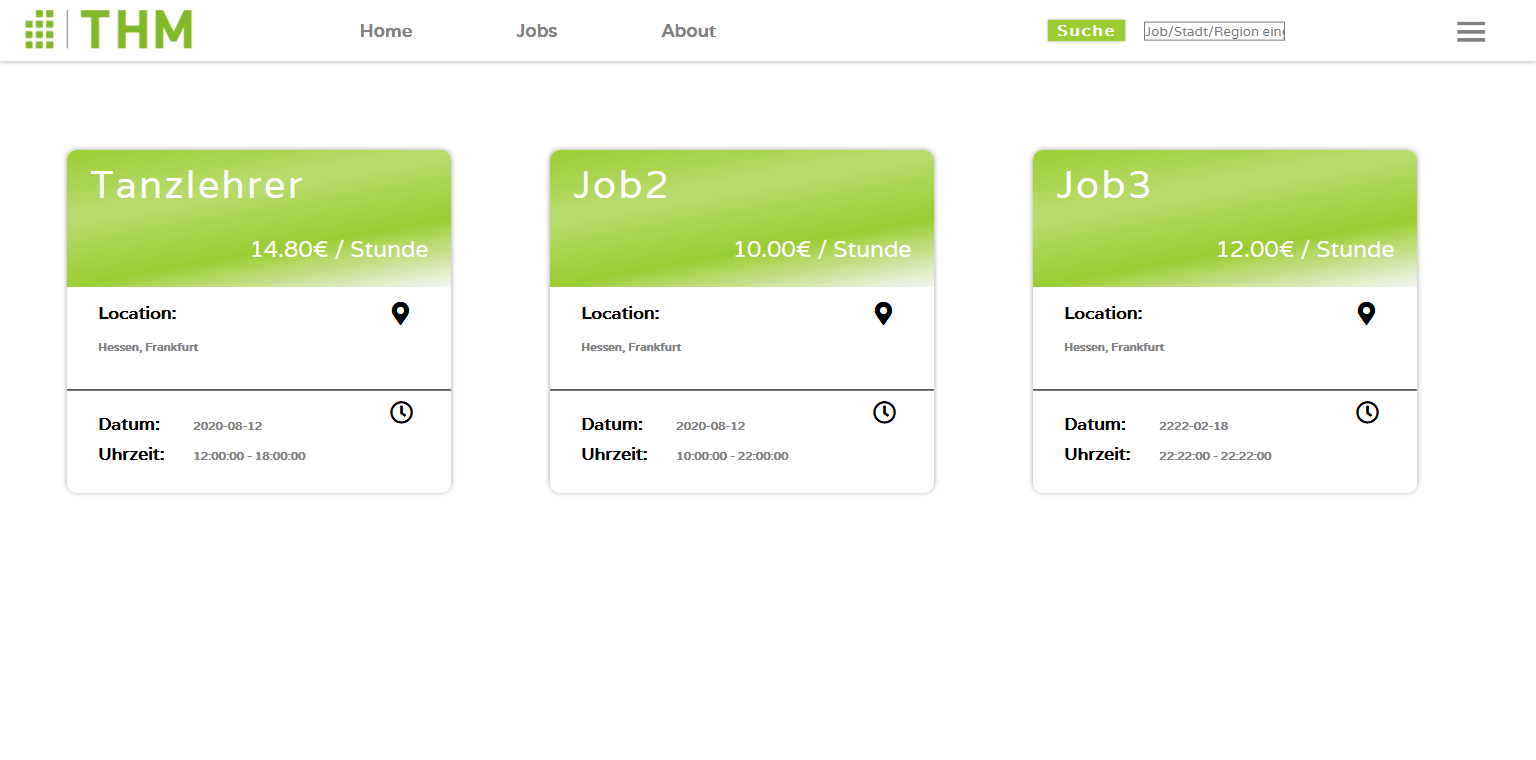 THM
Home
Jobs
About
Suche
Job/Stadt/Region ein
Tanzlehrer
14.80€ / Stunde
Location:
Hessen, Frankfurt
Datum: 2020-08-12
Uhrzeit: 12:00:00 - 18:00:00
Job2
10.00€ / Stunde
Location:
Hessen, Frankfurt
Datum: 2020-08-12
Uhrzeit: 10:00:00 - 22:00:00
Job3
12.00€ / Stunde
Location:
Hessen, Frankfurt
Datum: 2222-02-18
Uhrzeit: 22:22:00 - 22:22:00